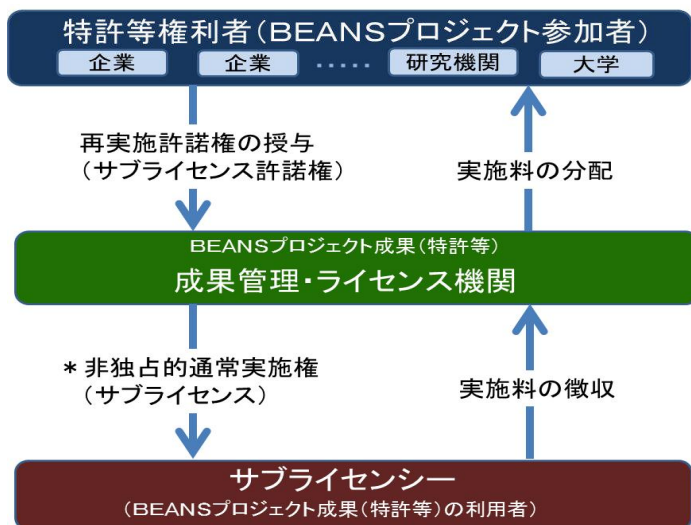 特許等権利者(BEANSプロジェクト参加者)
企業 企業 ・・・・・ 研究機関 大学
再実施許諾権の授与
(サブライセンス許諾権)
実施料の分配
BEANSプロジェクト成果(特許等)
成果管理・ライセンス機関
*非独占的通常実施権
(サブライセンス)
実施料の徴収
サブライセンシー
(BEANSプロジェクト成果(特許等)の利用者)